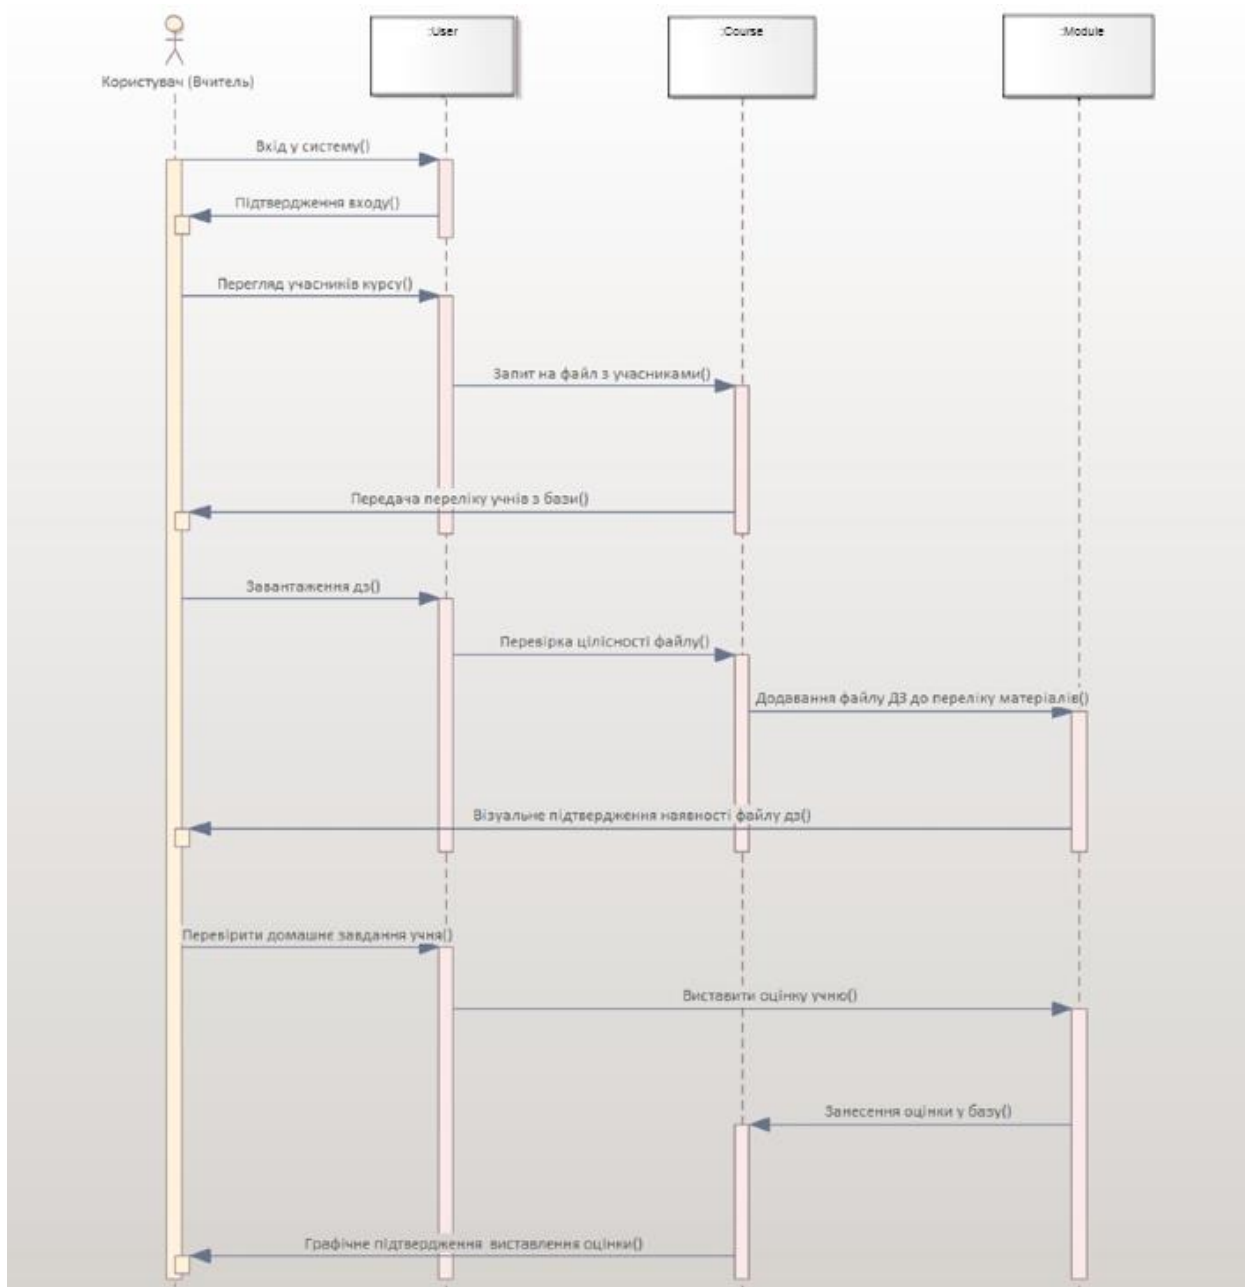 :User
:Course
:Module
Користувач (Вчитель)
Вхід у систему()
Підтвердження входу()
Перегляд учасників курсу()
Запит на файл з учасниками()
Передача переліку учнів з бази()
Завантаження дз()
Перевірка цілісності файлу()
Додавання файлу ДЗ до переліку матеріалів()
Візуальне підтвердження наявності файлу дз()
Перевірити домашнє завдання учня()
Виставити оцінку учню()
Занесення оцінки у базу()
Графічне підтвердження виставлення оцінки()